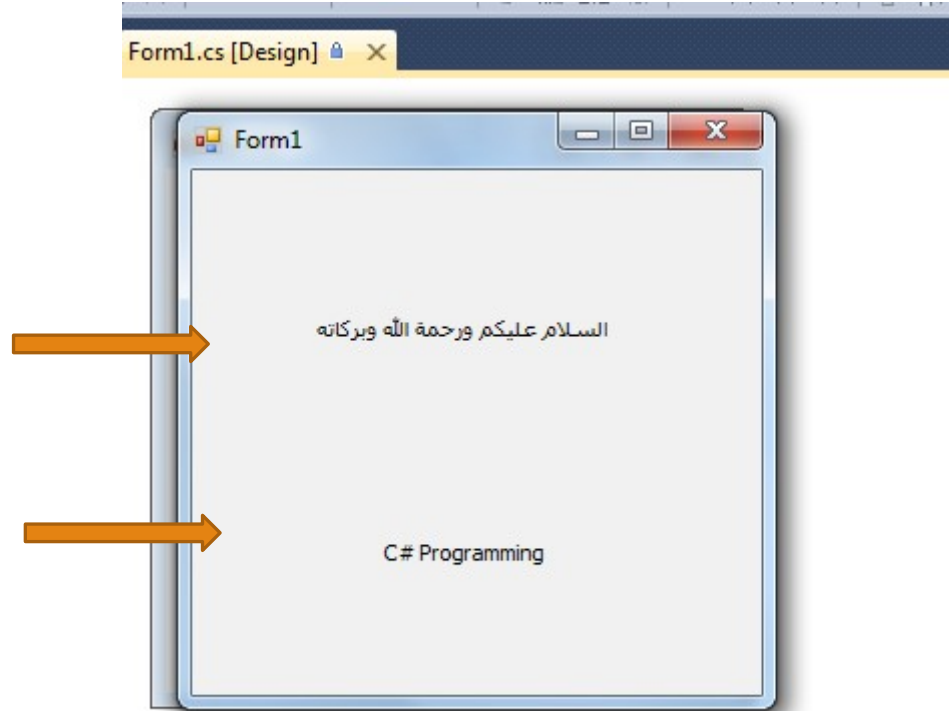 Form1.cs [Design]
Form1
السلام عليكم ورحمة الله وبركاته
C# Programming